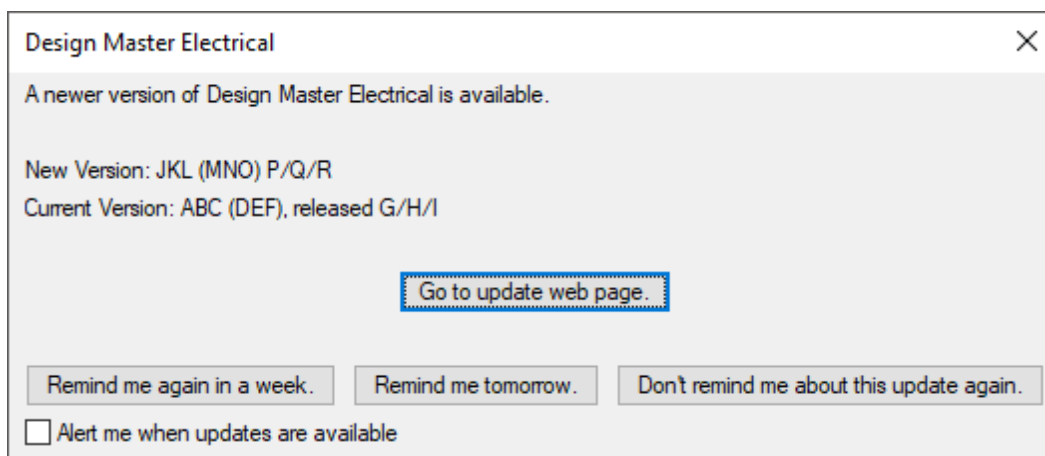 Design Master Electrical
A newer version of Design Master Electrical is available.
New Version: JKL (MNO) P/Q/R
Current Version: ABC (DEF), released G/H/I
Go to update web page.
Remind me again in a week. Remind me tomorrow. Don't remind me about this update again.
Alert me when updates are available